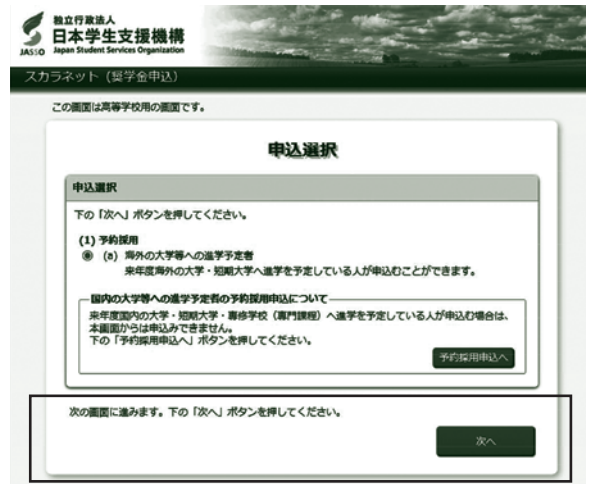 独立行政法人
日本学生支援機構
JASSO Japan Student Services Organization
スカラネット（奨学金申込）
この画面は高等学校用の画面です。
申込選択
申込選択
下の「次へ」ボタンを押してください。
(1) 予約採用
(a) 海外の大学等への進学予定者
来年度海外の大学・短期大学へ進学を予定している人が申込むことができます。
国内の大学等への進学予定者の予約採用申込について
来年度国内の大学・短期大学・専修学校（専門課程）へ進学を予定している人が申込む場合は、
本画面からは申込みできません。
下の「予約採用申込へ」ボタンを押してください。
予約採用申込へ
次の画面に進みます。下の「次へ」ボタンを押してください。
次へ